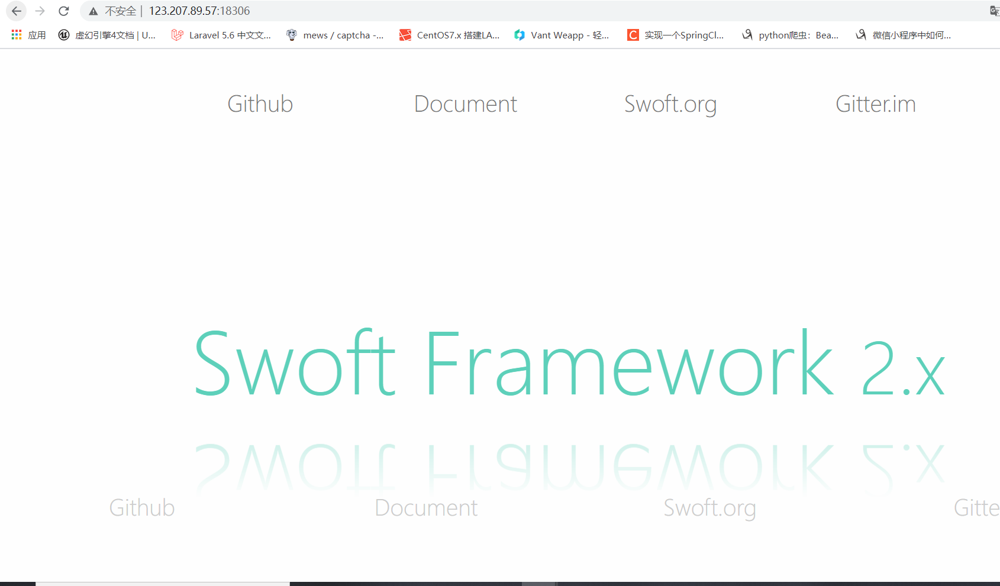 不安全 | 123.207.89.57:18306
应用 虚幻引擎4文档 | U... Laravel 5.6 中文文... mews / captcha -... CentOS7.x 搭建LA... Vant Weapp - 轻... 实现一个SpringCl... python爬虫：Bea... 微信小程序中如何...
Github Document Swoft.org Gitter.im
Swoft Framework 2.x
Swoft Framework 2.x
Github Document Swoft.org Gitte